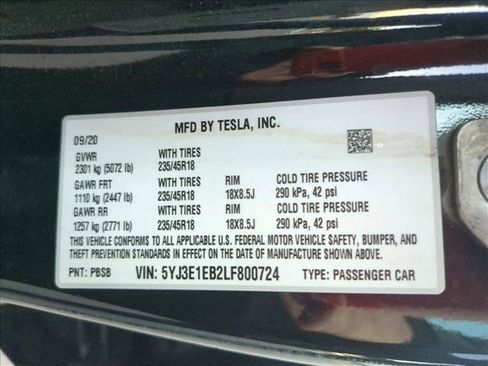 MFD BY TESLA, INC.
09/20
GVWR WITH TIRES
2301 kg (5072 lb) 235/45R18
GAWR FRT WITH TIRES RIM COLD TIRE PRESSURE
1110 kg (2447 lb) 235/45R18 18X8.5J 290 kPa, 42 psi
GAWR RR WITH TIRES RIM COLD TIRE PRESSURE
1257 kg (2771 lb) 235/45R18 18X8.5J 290 kPa, 42 psi
THIS VEHICLE CONFORMS TO ALL APPLICABLE U.S. FEDERAL MOTOR VEHICLE SAFETY, BUMPER, AND
THEFT PREVENTION STANDARDS IN EFFECT ON THE DATE OF MANUFACTURE SHOWN ABOVE.
PNT: PBSB VIN: 5YJ3E1EB2LF800724 TYPE: PASSENGER CAR